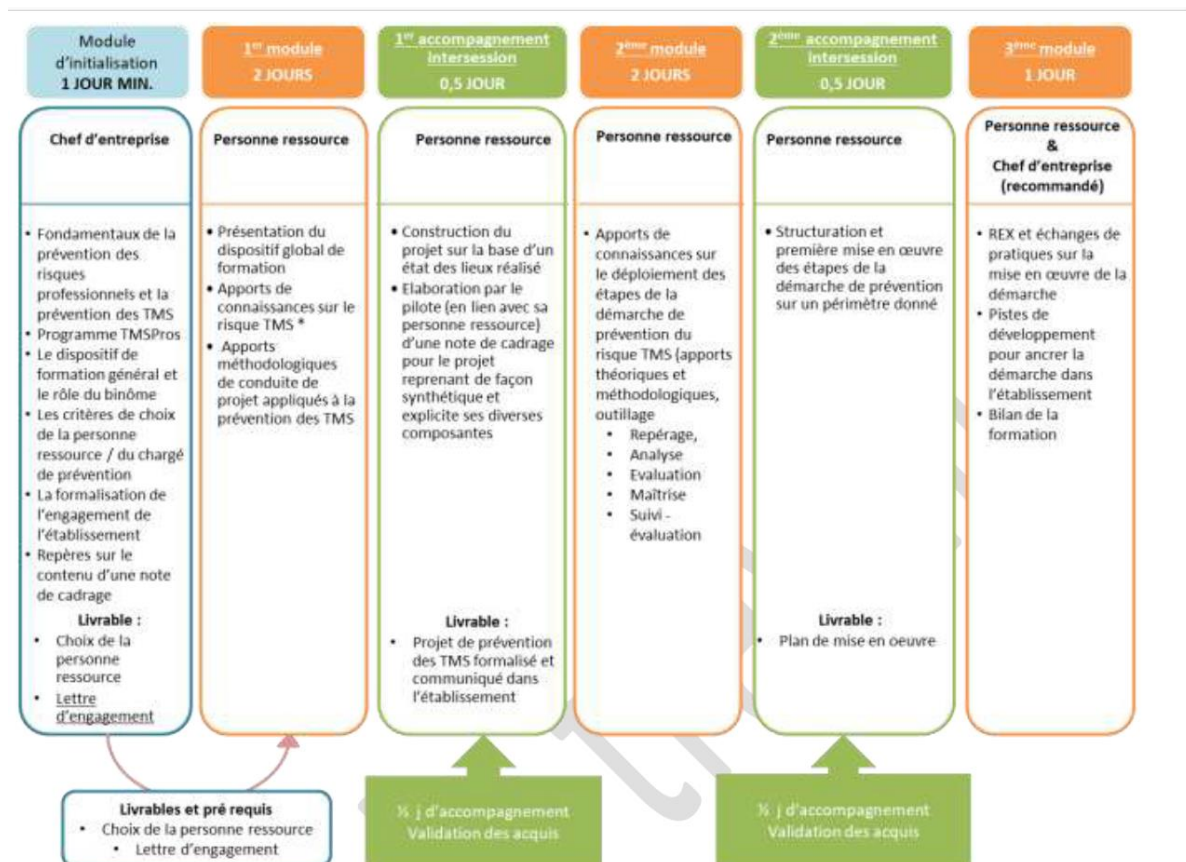 Module
d'initialisation
1 JOUR MIN.
1er module
2 JOURS
1er accompagnement
intersession
0,5 JOUR
2ème module
2 JOURS
2ème accompagnement
intersession
0,5 JOUR
3ème module
1 JOUR
Chef d'entreprise
• Fondamentaux de la
prévention des
risques
professionnels et la
prévention des TMS
• Programme TMSPros
• Le dispositif de
formation général et
le rôle du binôme
• Les critères de choix
de la personne
ressource / du chargé
de prévention
• La formalisation de
l'engagement de
l'établissement
• Repères sur le
contenu d'une note
de cadrage
Livrable :
• Choix de la
personne
ressource
• Lettre
d'engagement
Personne ressource
• Présentation du
dispositif global de
formation
• Apports de
connaissances sur le
risque TMS *
• Apports
méthodologiques
de conduite de
projet appliqués à la
prévention des TMS
Personne ressource
• Construction du
projet sur la base d'un
état des lieux réalisé
• Elaboration par le
pilote (en lien avec sa
personne ressource)
d'une note de cadrage
pour le projet
reprenant de façon
synthétique et
explicite ses diverses
composantes
Livrable :
• Projet de prévention
des TMS formalisé et
communiqué dans
l'établissement
Personne ressource
• Apports de
connaissances sur
le déploiement des
étapes de la
démarche de
prévention du
risque TMS (apports
théoriques et
méthodologiques,
outillage
• Repérage,
• Analyse
• Evaluation
• Maîtrise
• Suivi -
évaluation
Personne ressource
• Structuration et
première mise en œuvre
des étapes de la
démarche de prévention
sur un périmètre donné
Livrable :
• Plan de mise en oeuvre
Personne ressource
&
Chef d'entreprise
(recommandé)
• REX et échanges de
pratiques sur la
mise en œuvre de la
démarche
• Pistes de
développement
pour ancrer la
démarche dans
l'établissement
• Bilan de la
formation
Livrables et pré requis
• Choix de la personne ressource
• Lettre d'engagement
½ j d'accompagnement
Validation des acquis
½ j d'accompagnement
Validation des acquis